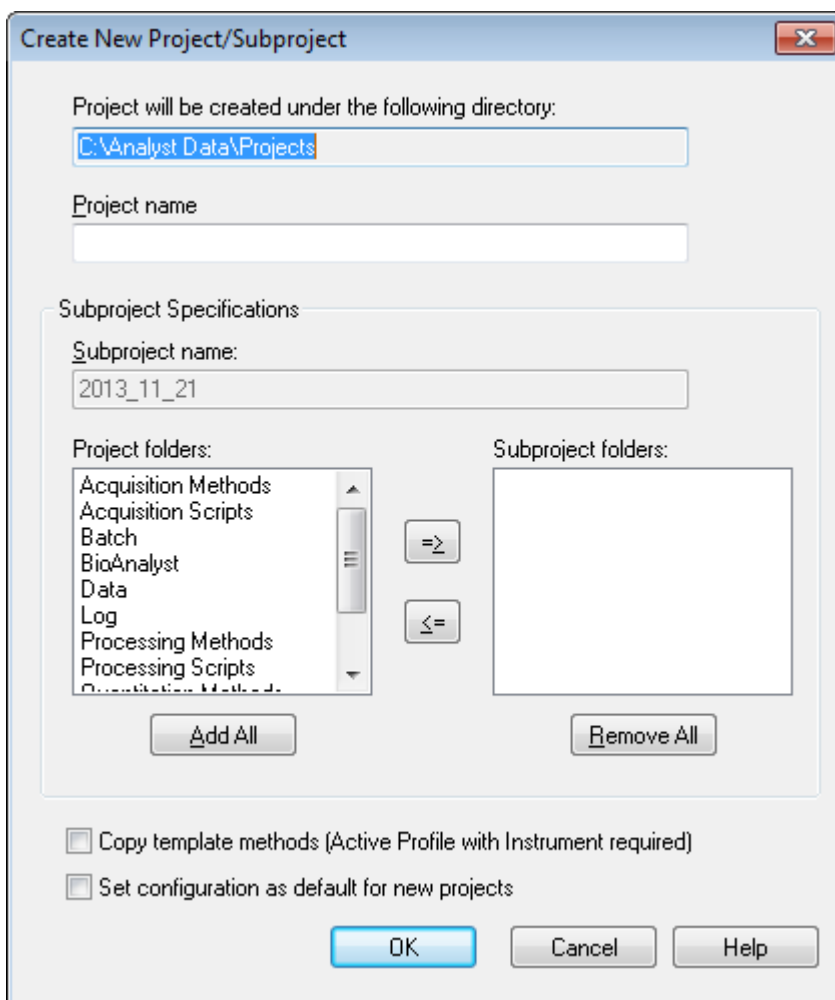 Create New Project/Subproject
Project will be created under the following directory:
C:\Analyst Data\Projects
Project name
Subproject Specifications
Subproject name:
2013_11_21
Project folders:
Subproject folders:
Acquisition Methods
Acquisition Scripts
Batch
BioAnalyst
Data
Log
Processing Methods
Processing Scripts
Quantitation Methods
=>
<=
Add All
Remove All
Copy template methods (Active Profile with Instrument required)
Set configuration as default for new projects
OK
Cancel
Help